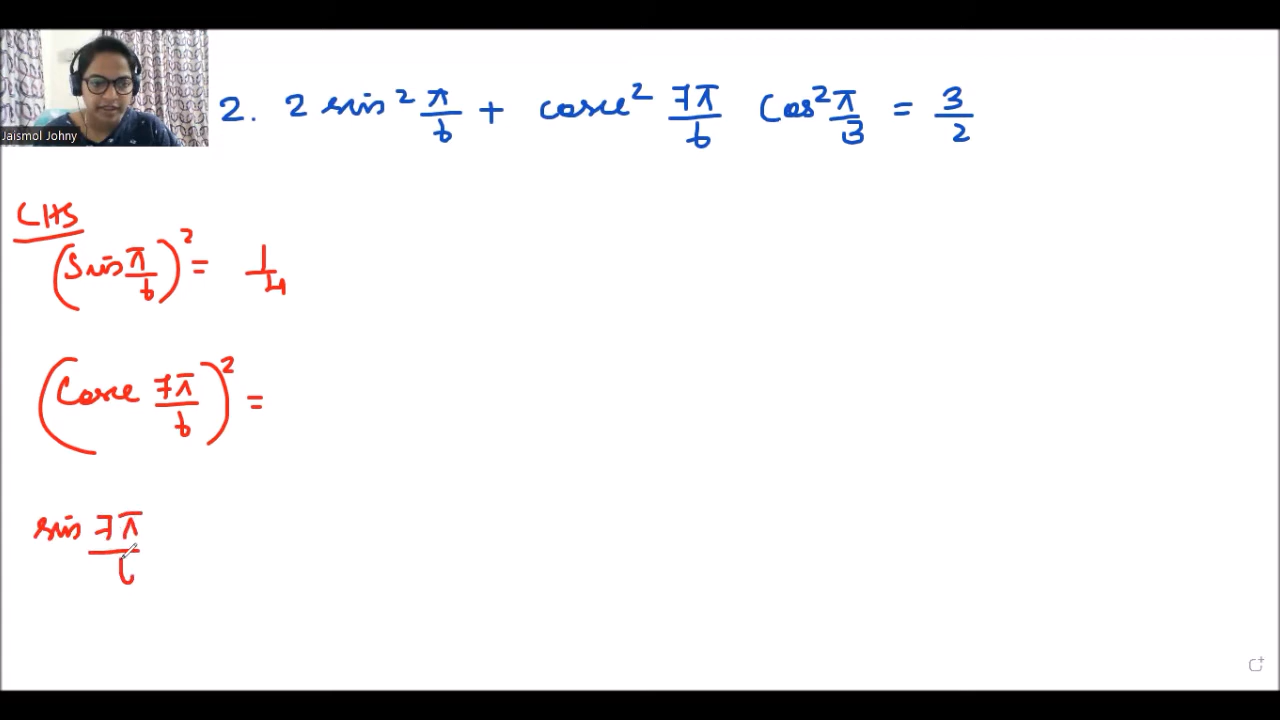 2. 2 sin² π/6 + cosec² 7π/6 Cos² π/3 = 3/2
Jaismol Johny
LHS
(Sin π/6)² = 1/4
(Cosec 7π/6)² =
sin 7π/6